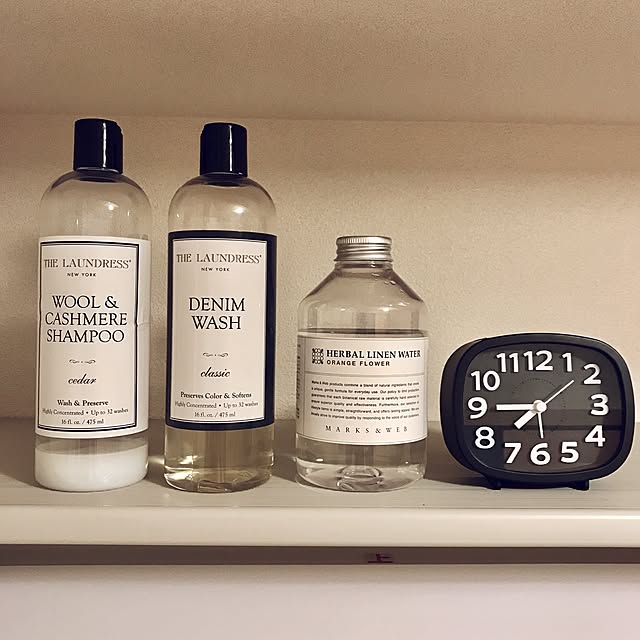 THE LAUNDRESS®
NEW YORK
WOOL &
CASHMERE
SHAMPOO
cedar
Wash & Preserve
Highly Concentrated • Up to 32 washes
16 fl. oz. / 475 ml
THE LAUNDRESS®
NEW YORK
DENIM
WASH
classic
Preserves Color & Softens
Highly Concentrated • Up to 32 washes
16 fl. oz. / 475 ml
HERBAL LINEN WATER
ORANGE FLOWER
MARKS & WEB
12
1
2
3
4
5
6
7
8
9
10
11